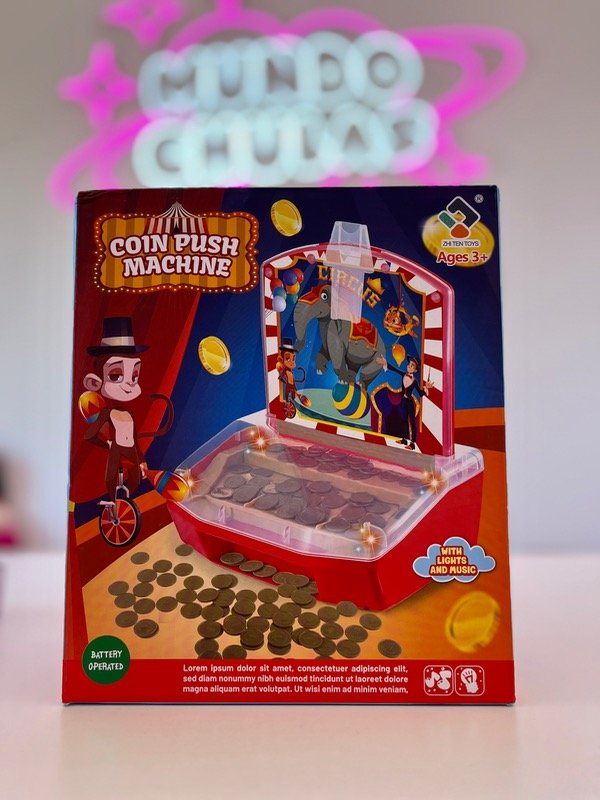 MUNDO
CHULAS
COIN PUSH
MACHINE
ZHI TEN TOYS
®
Ages 3+
CIRCUS
WITH
LIGHTS
AND MUSIC
BATTERY
OPERATED
Lorem ipsum dolor sit amet, consectetuer adipiscing elit,
sed diam nonummy nibh euismod tincidunt ut laoreet dolore
magna aliquam erat volutpat. Ut wisi enim ad minim veniam,